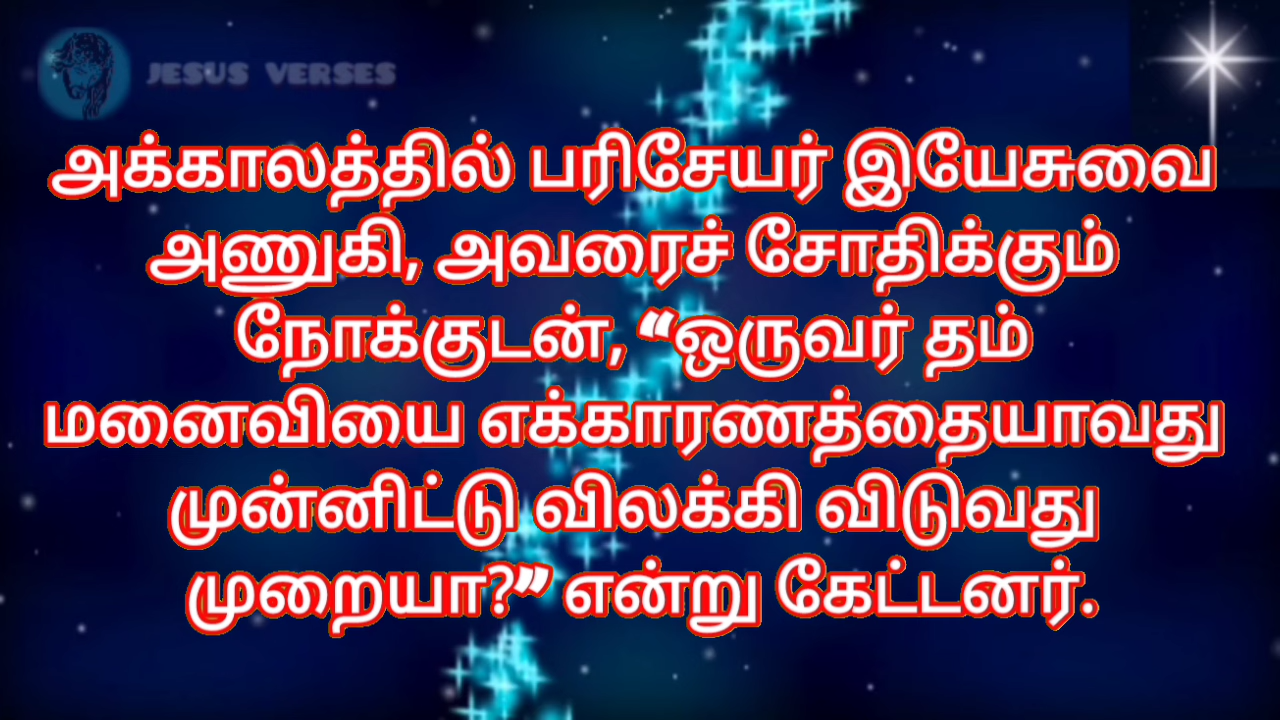 JESUS VERSES
அக்காலத்தில் பரிசேயர் இயேசுவை
அணுகி, அவரைச் சோதிக்கும்
நோக்குடன், “ஒருவர் தம்
மனைவியை எக்காரணத்தையாவது
முன்னிட்டு விலக்கி விடுவது
முறையா?” என்று கேட்டனர்.